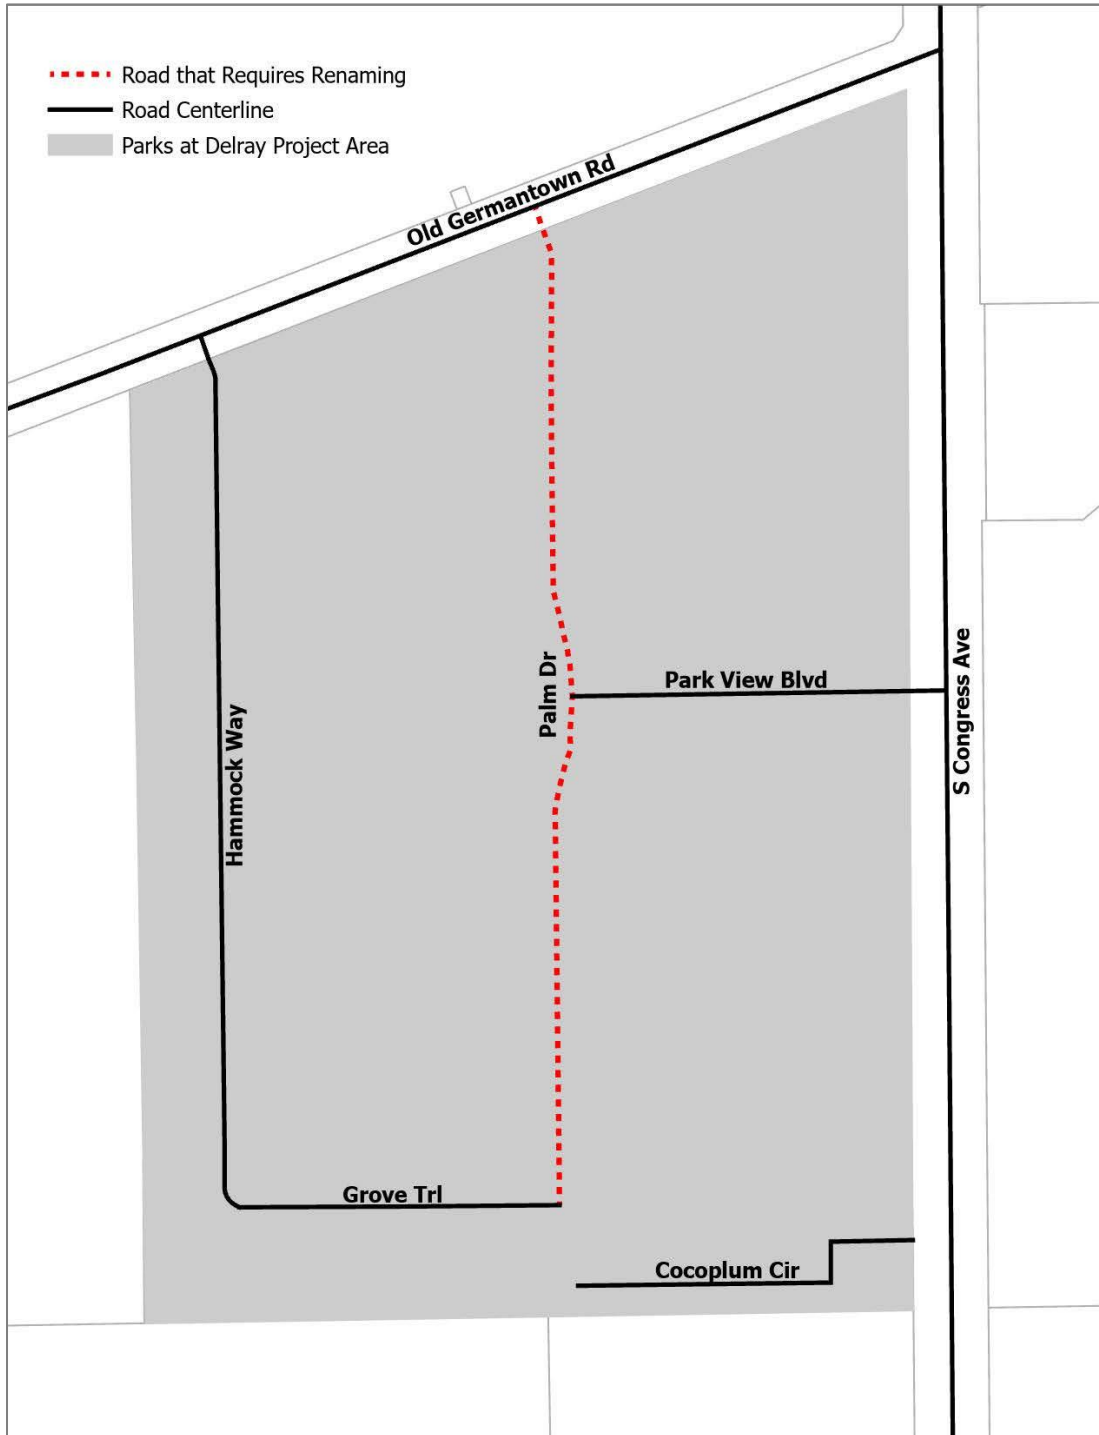 Road that Requires Renaming
Road Centerline
Parks at Delray Project Area
Old Germantown Rd
Palm Dr
Park View Blvd
S Congress Ave
Hammock Way
Grove Trl
Cocoplum Cir